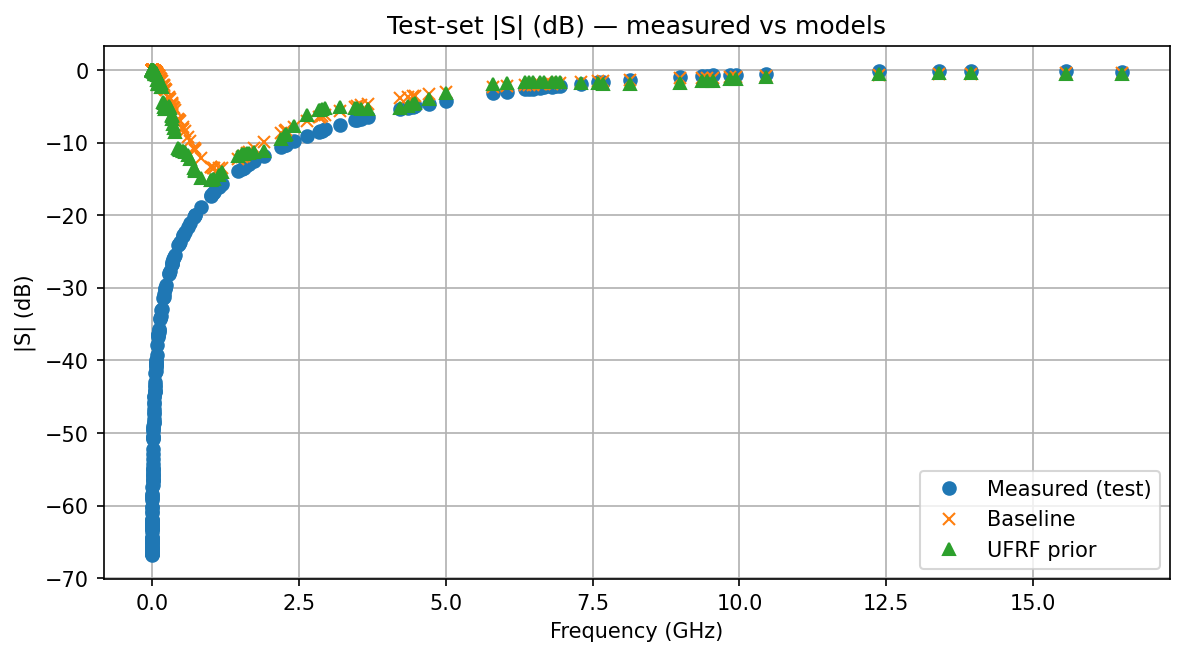 Test-set |S| (dB) — measured vs models
0
−10
−20
−30
−40
−50
−60
−70
|S| (dB)
0.0 2.5 5.0 7.5 10.0 12.5 15.0
Frequency (GHz)
Measured (test)
Baseline
UFRF prior